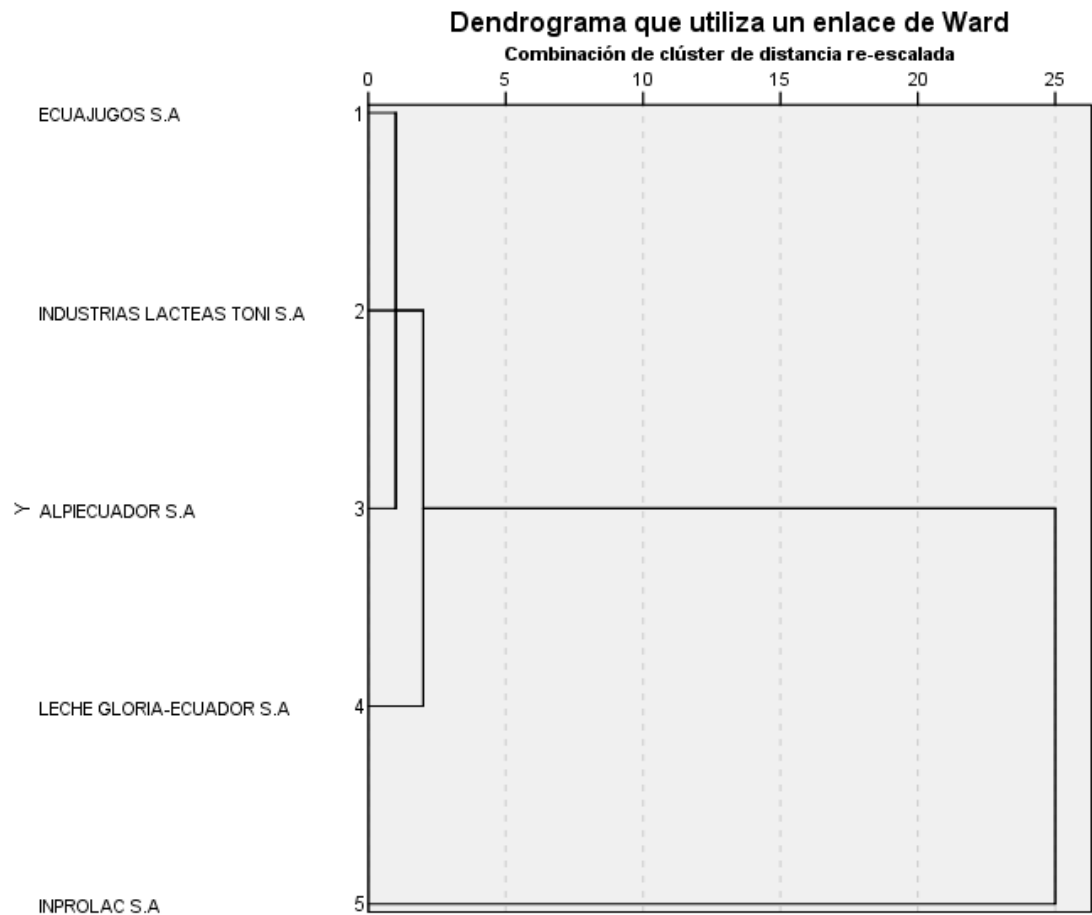 Dendrograma que utiliza un enlace de Ward
Combinación de clúster de distancia re-escalada
0 5 10 15 20 25
ECUAJUGOS S.A 1
INDUSTRIAS LACTEAS TONI S.A 2
Y
ALPIECUADOR S.A 3
LECHE GLORIA-ECUADOR S.A 4
INPROLAC S.A 5